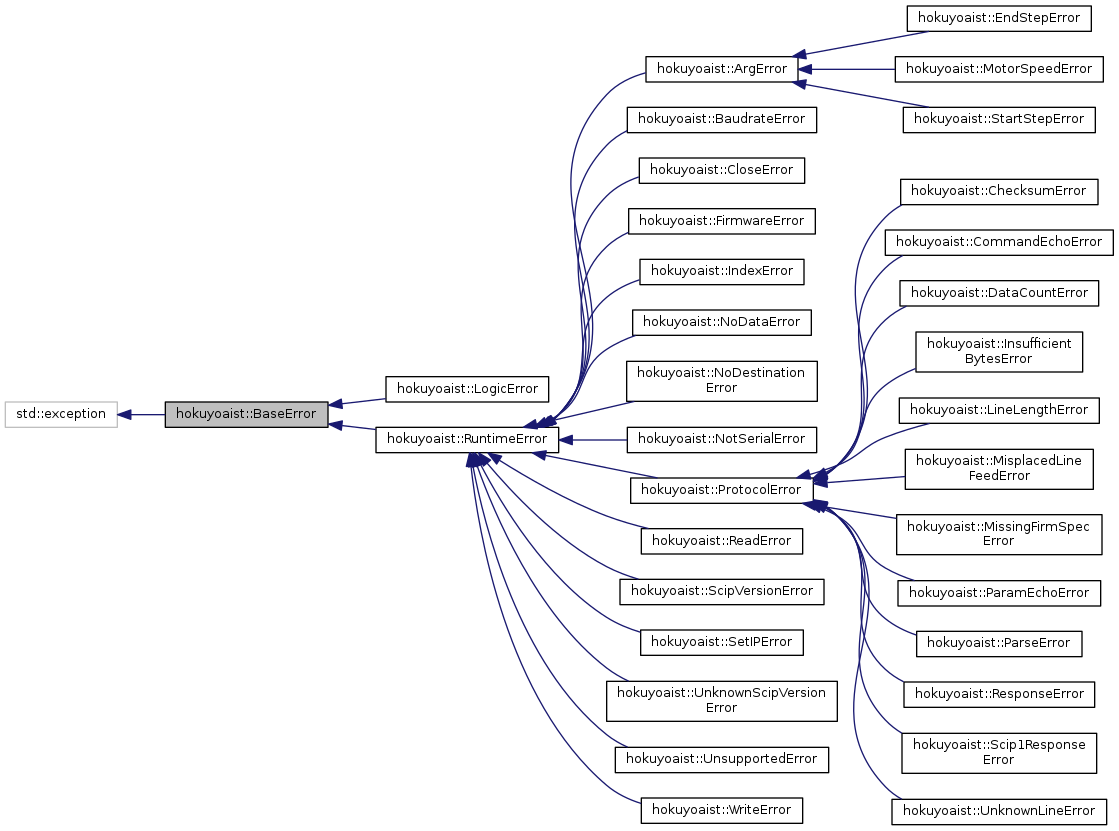 std::exception
hokuyoaist::BaseError
hokuyoaist::LogicError
hokuyoaist::RuntimeError
hokuyoaist::ArgError
hokuyoaist::BaudrateError
hokuyoaist::CloseError
hokuyoaist::FirmwareError
hokuyoaist::IndexError
hokuyoaist::NoDataError
hokuyoaist::NoDestination
Error
hokuyoaist::NotSerialError
hokuyoaist::ProtocolError
hokuyoaist::ReadError
hokuyoaist::ScipVersionError
hokuyoaist::SetIPError
hokuyoaist::UnknownScipVersion
Error
hokuyoaist::UnsupportedError
hokuyoaist::WriteError
hokuyoaist::EndStepError
hokuyoaist::MotorSpeedError
hokuyoaist::StartStepError
hokuyoaist::ChecksumError
hokuyoaist::CommandEchoError
hokuyoaist::DataCountError
hokuyoaist::Insufficient
BytesError
hokuyoaist::LineLengthError
hokuyoaist::MisplacedLine
FeedError
hokuyoaist::MissingFirmSpec
Error
hokuyoaist::ParamEchoError
hokuyoaist::ParseError
hokuyoaist::ResponseError
hokuyoaist::Scip1Response
Error
hokuyoaist::UnknownLineError